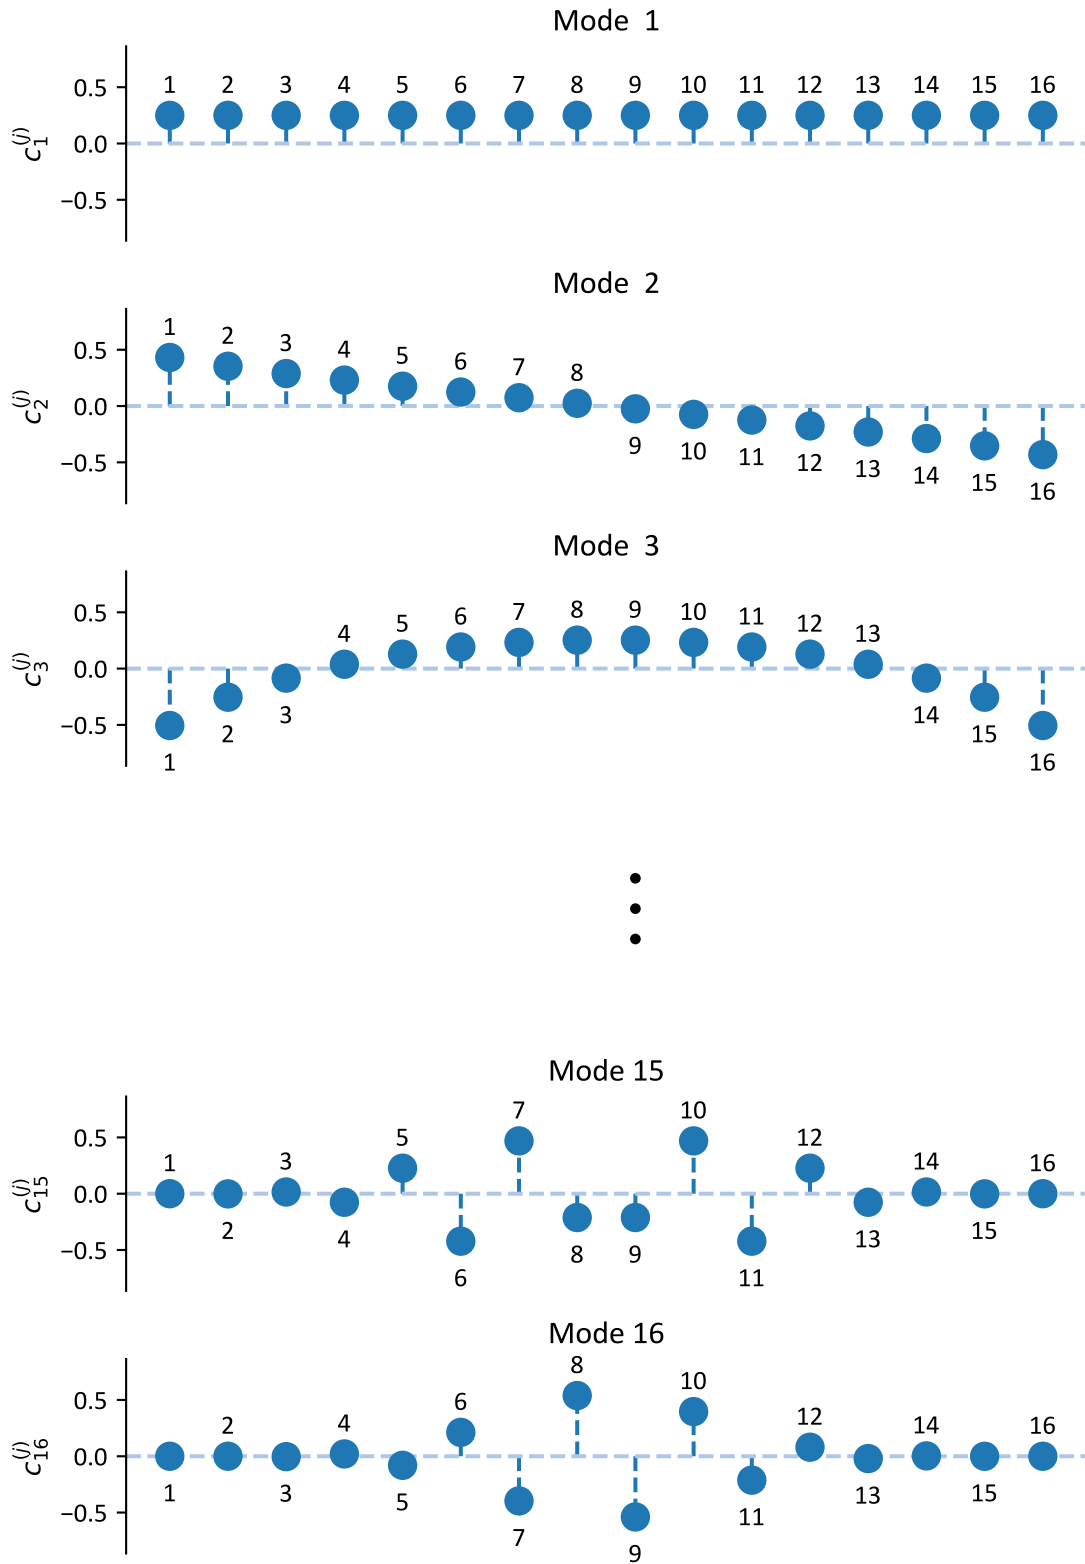 Mode 1
0.5
1 2 3 4 5 6 7 8 9 10 11 12 13 14 15 16
0.0
−0.5
c_1^(j)
Mode 2
1 2 3 4 5 6 7 8
0.5
0.0
−0.5
9 10 11 12 13 14 15 16
c_2^(j)
Mode 3
4 5 6 7 8 9 10 11 12 13
0.5
0.0
−0.5
1 2 3 14 15 16
c_3^(j)
Mode 15
1 3 5 7 10 12 14 16
0.5
0.0
−0.5
2 4 6 8 9 11 13 15
c_15^(j)
Mode 16
2 4 6 8 10 12 14 16
0.5
0.0
−0.5
1 3 5 7 9 11 13 15
c_16^(j)